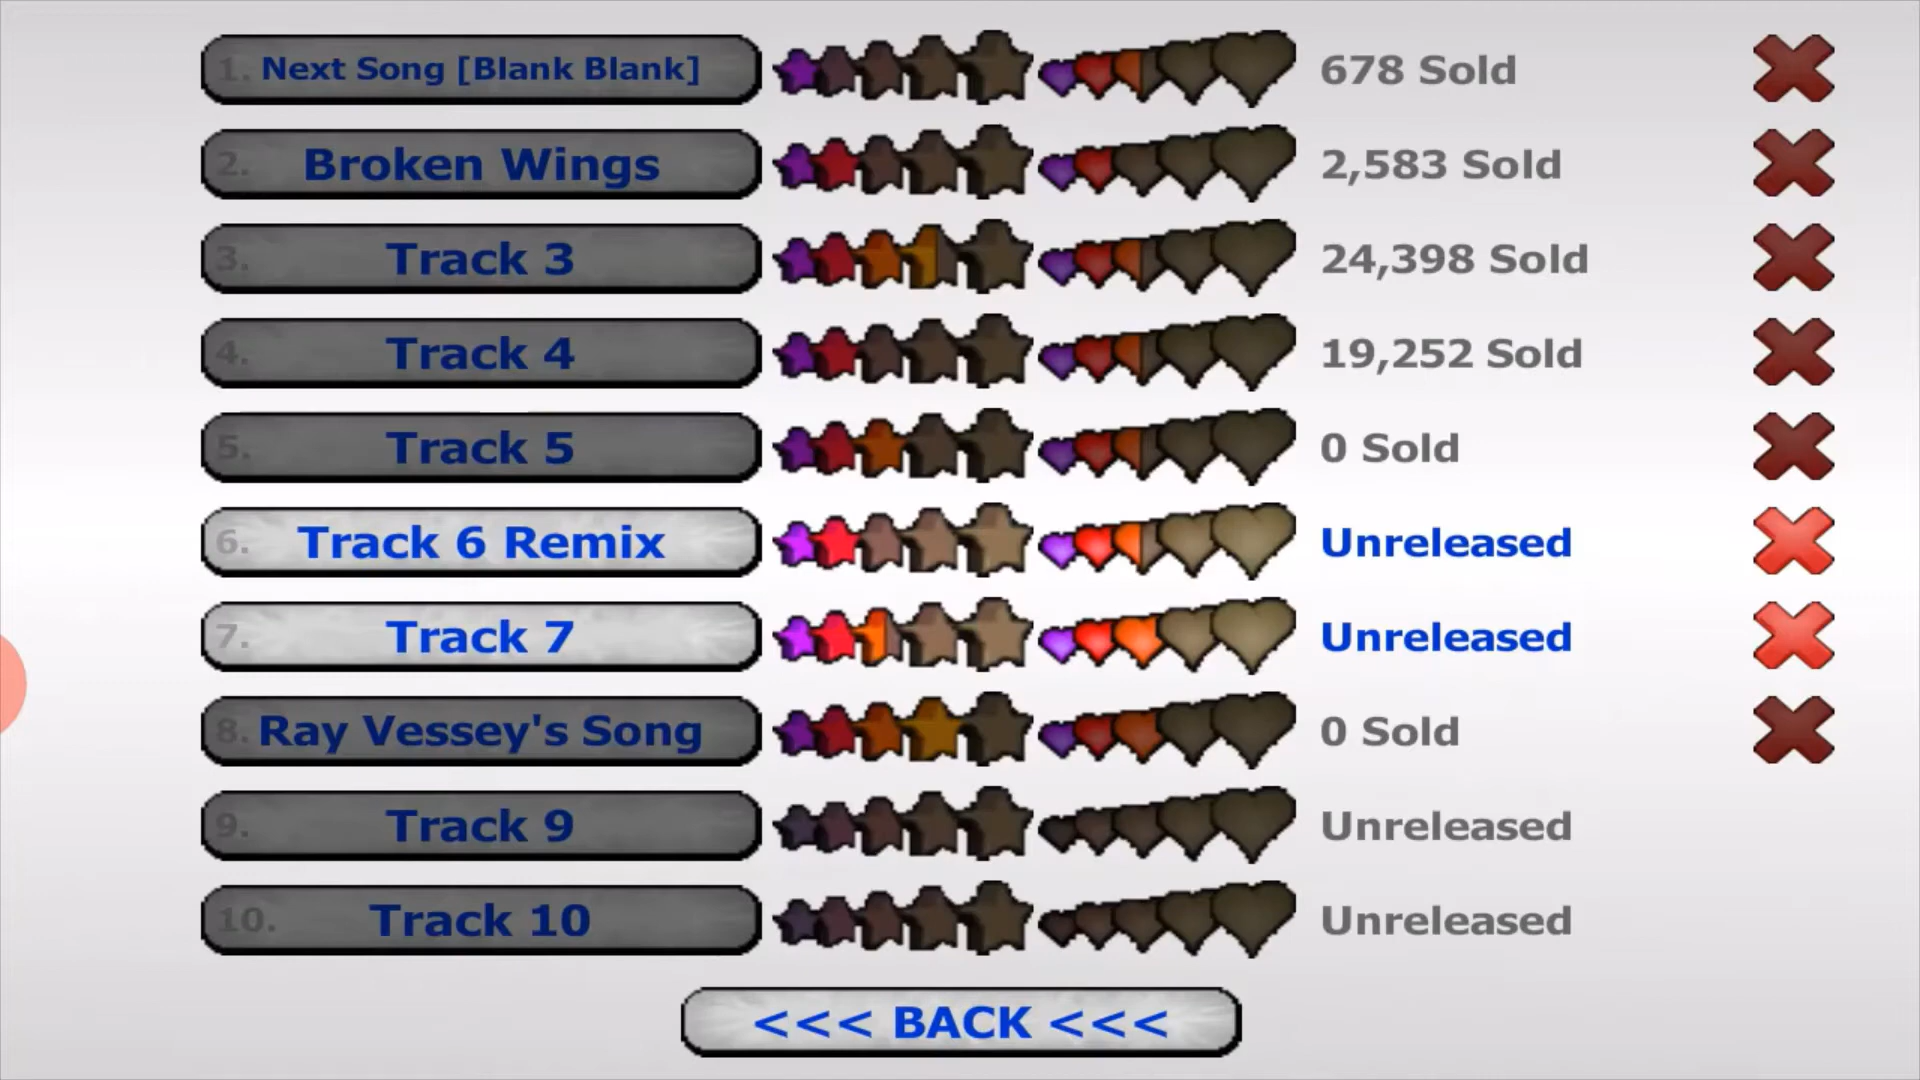 1. Next Song [Blank Blank] 678 Sold
2. Broken Wings 2,583 Sold
3. Track 3 24,398 Sold
4. Track 4 19,252 Sold
5. Track 5 0 Sold
6. Track 6 Remix Unreleased
7. Track 7 Unreleased
8. Ray Vessey's Song 0 Sold
9. Track 9 Unreleased
10. Track 10 Unreleased
<<< BACK <<<